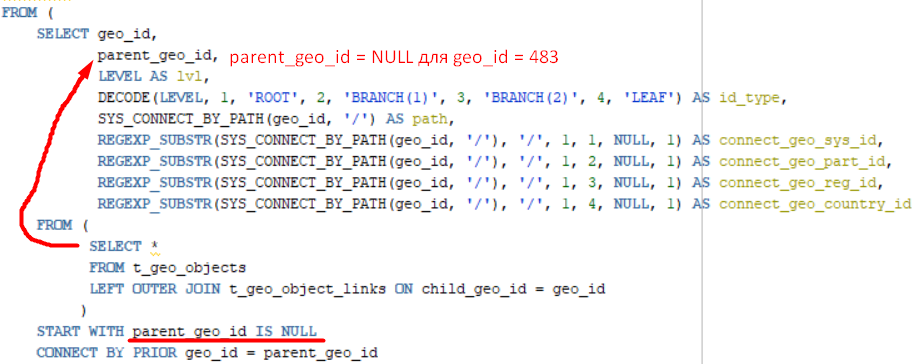 FROM (
SELECT geo_id,
parent_geo_id, parent_geo_id = NULL для geo_id = 483
LEVEL AS lvl,
DECODE(LEVEL, 1, 'ROOT', 2, 'BRANCH(1)', 3, 'BRANCH(2)', 4, 'LEAF') AS id_type,
SYS_CONNECT_BY_PATH(geo_id, '/') AS path,
REGEXP_SUBSTR(SYS_CONNECT_BY_PATH(geo_id, '/'), '/', 1, 1, NULL, 1) AS connect_geo_sys_id,
REGEXP_SUBSTR(SYS_CONNECT_BY_PATH(geo_id, '/'), '/', 1, 2, NULL, 1) AS connect_geo_part_id,
REGEXP_SUBSTR(SYS_CONNECT_BY_PATH(geo_id, '/'), '/', 1, 3, NULL, 1) AS connect_geo_reg_id,
REGEXP_SUBSTR(SYS_CONNECT_BY_PATH(geo_id, '/'), '/', 1, 4, NULL, 1) AS connect_geo_country_id
FROM (
SELECT *
FROM t_geo_objects
LEFT OUTER JOIN t_geo_object_links ON child_geo_id = geo_id
)
START WITH parent_geo_id IS NULL
CONNECT BY PRIOR geo_id = parent_geo_id